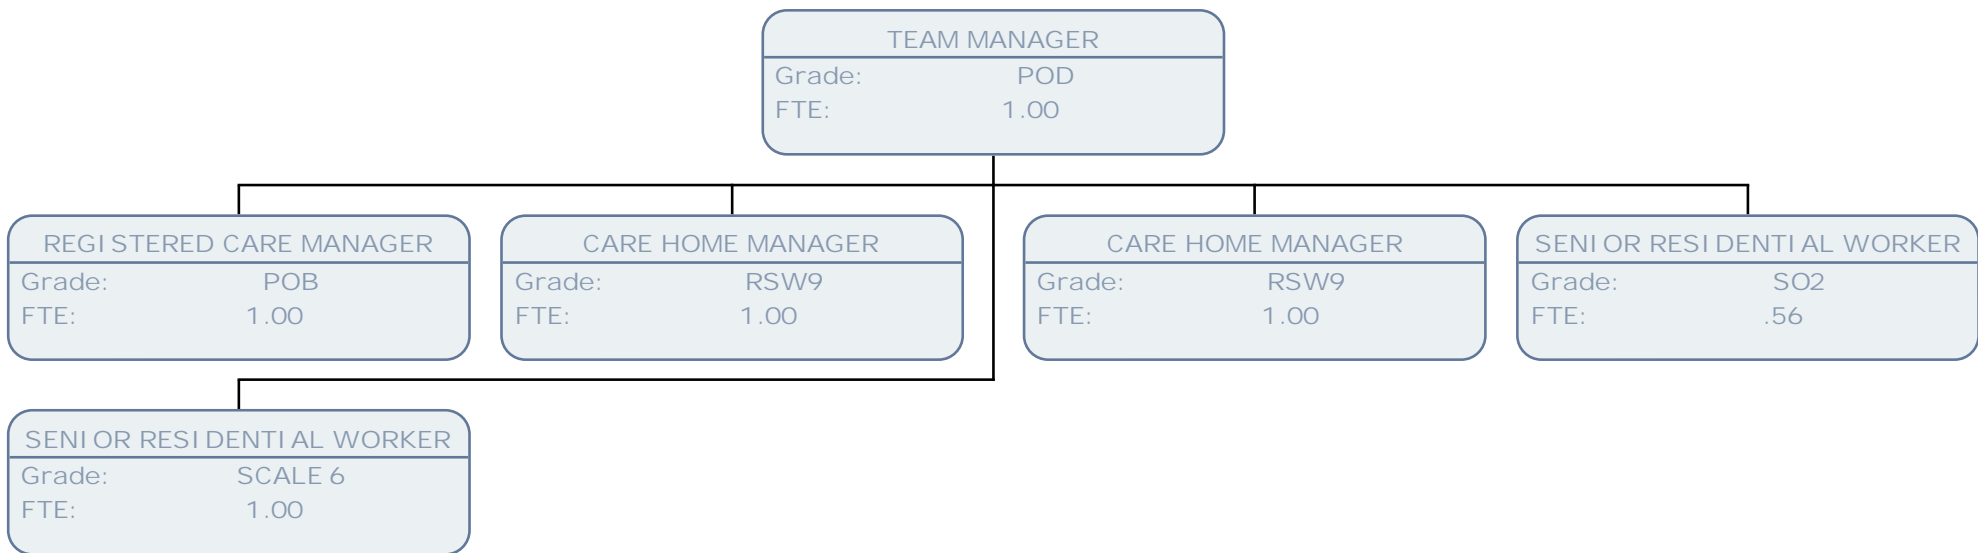 TEAM MANAGER
Grade: POD
FTE: 1.00
REGISTERED CARE MANAGER
Grade: POB
FTE: 1.00
CARE HOME MANAGER
Grade: RSW9
FTE: 1.00
CARE HOME MANAGER
Grade: RSW9
FTE: 1.00
SENIOR RESIDENTIAL WORKER
Grade: SO2
FTE: .56
SENIOR RESIDENTIAL WORKER
Grade: SCALE 6
FTE: 1.00